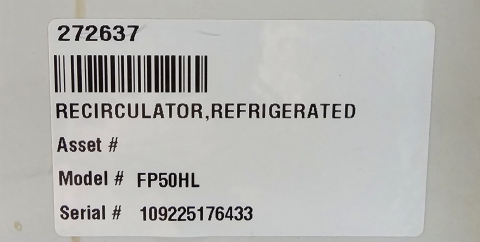 272637
RECIRCULATOR,REFRIGERATED
Asset #
Model # FP50HL
Serial # 109225176433